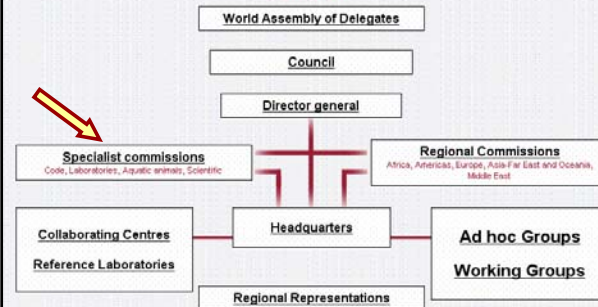 World Assembly of Delegates
Council
Director general
Specialist commissions
Code, Laboratories, Aquatic animals, Scientific
Regional Commissions
Africa, Americas, Europe, Asia-Far East and Oceania,
Middle East
Collaborating Centres
Reference Laboratories
Headquarters
Ad hoc Groups
Working Groups
Regional Representations